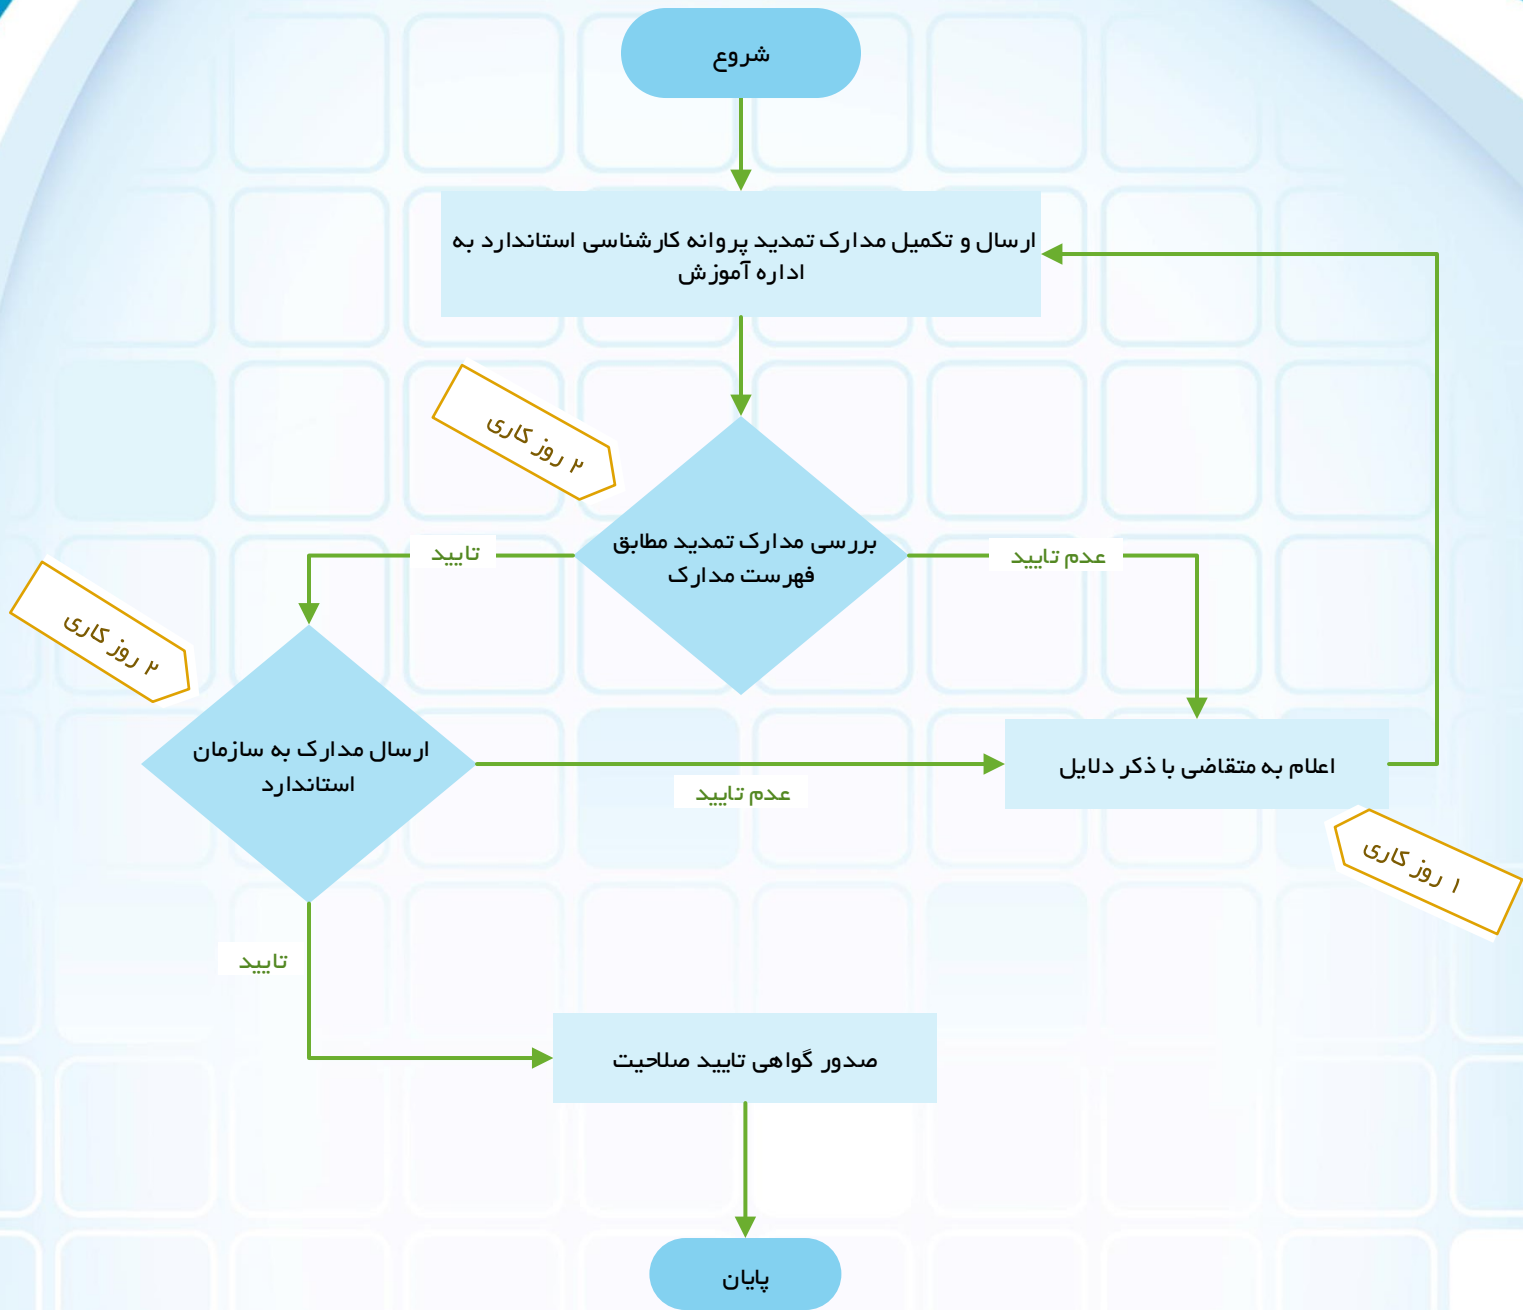 شروع
ارسال و تکمیل مدارک تمدید پروانه کارشناسی استاندارد به
اداره آموزش
۲ روز کاری
بررسی مدارک تمدید مطابق
فهرست مدارک
تایید
عدم تایید
۲ روز کاری
ارسال مدارک به سازمان
استاندارد
عدم تایید
اعلام به متقاضی با ذکر دلایل
۱ روز کاری
تایید
صدور گواهی تایید صلاحیت
پایان